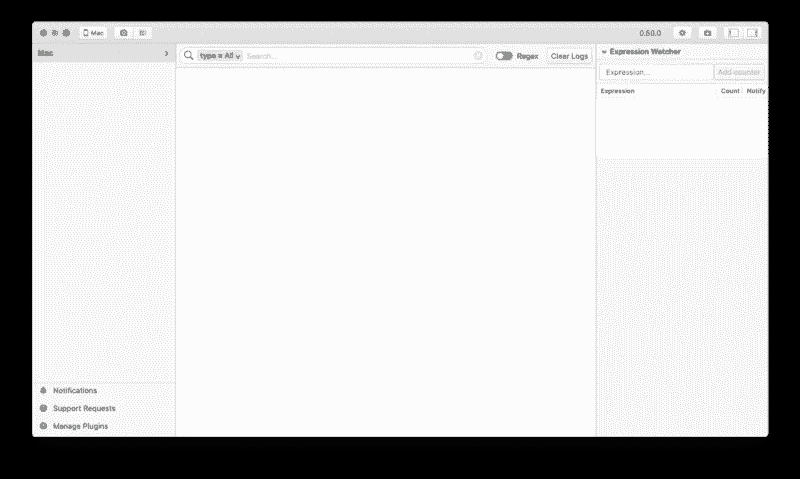 Mac
0.50.0
Mac
type = All
Search...
Regex
Clear Logs
Expression Watcher
Expression...
Add counter
Expression
Count
Notify
Notifications
Support Requests
Manage Plugins